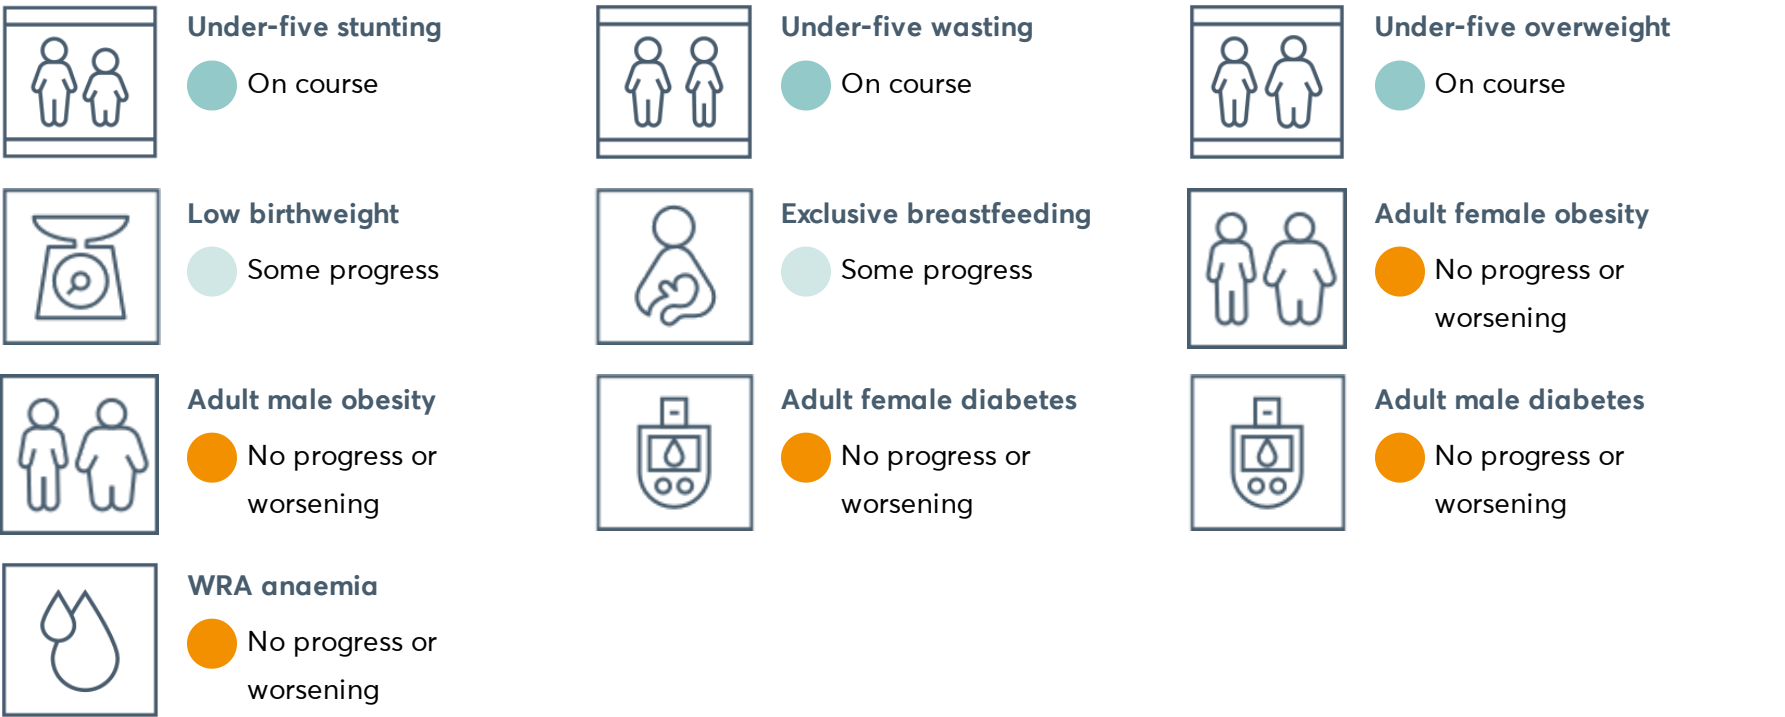 Under-five stunting
On course
Under-five wasting
On course
Under-five overweight
On course
Low birthweight
Some progress
Exclusive breastfeeding
Some progress
Adult female obesity
No progress or
worsening
Adult male obesity
No progress or
worsening
Adult female diabetes
No progress or
worsening
Adult male diabetes
No progress or
worsening
WRA anaemia
No progress or
worsening